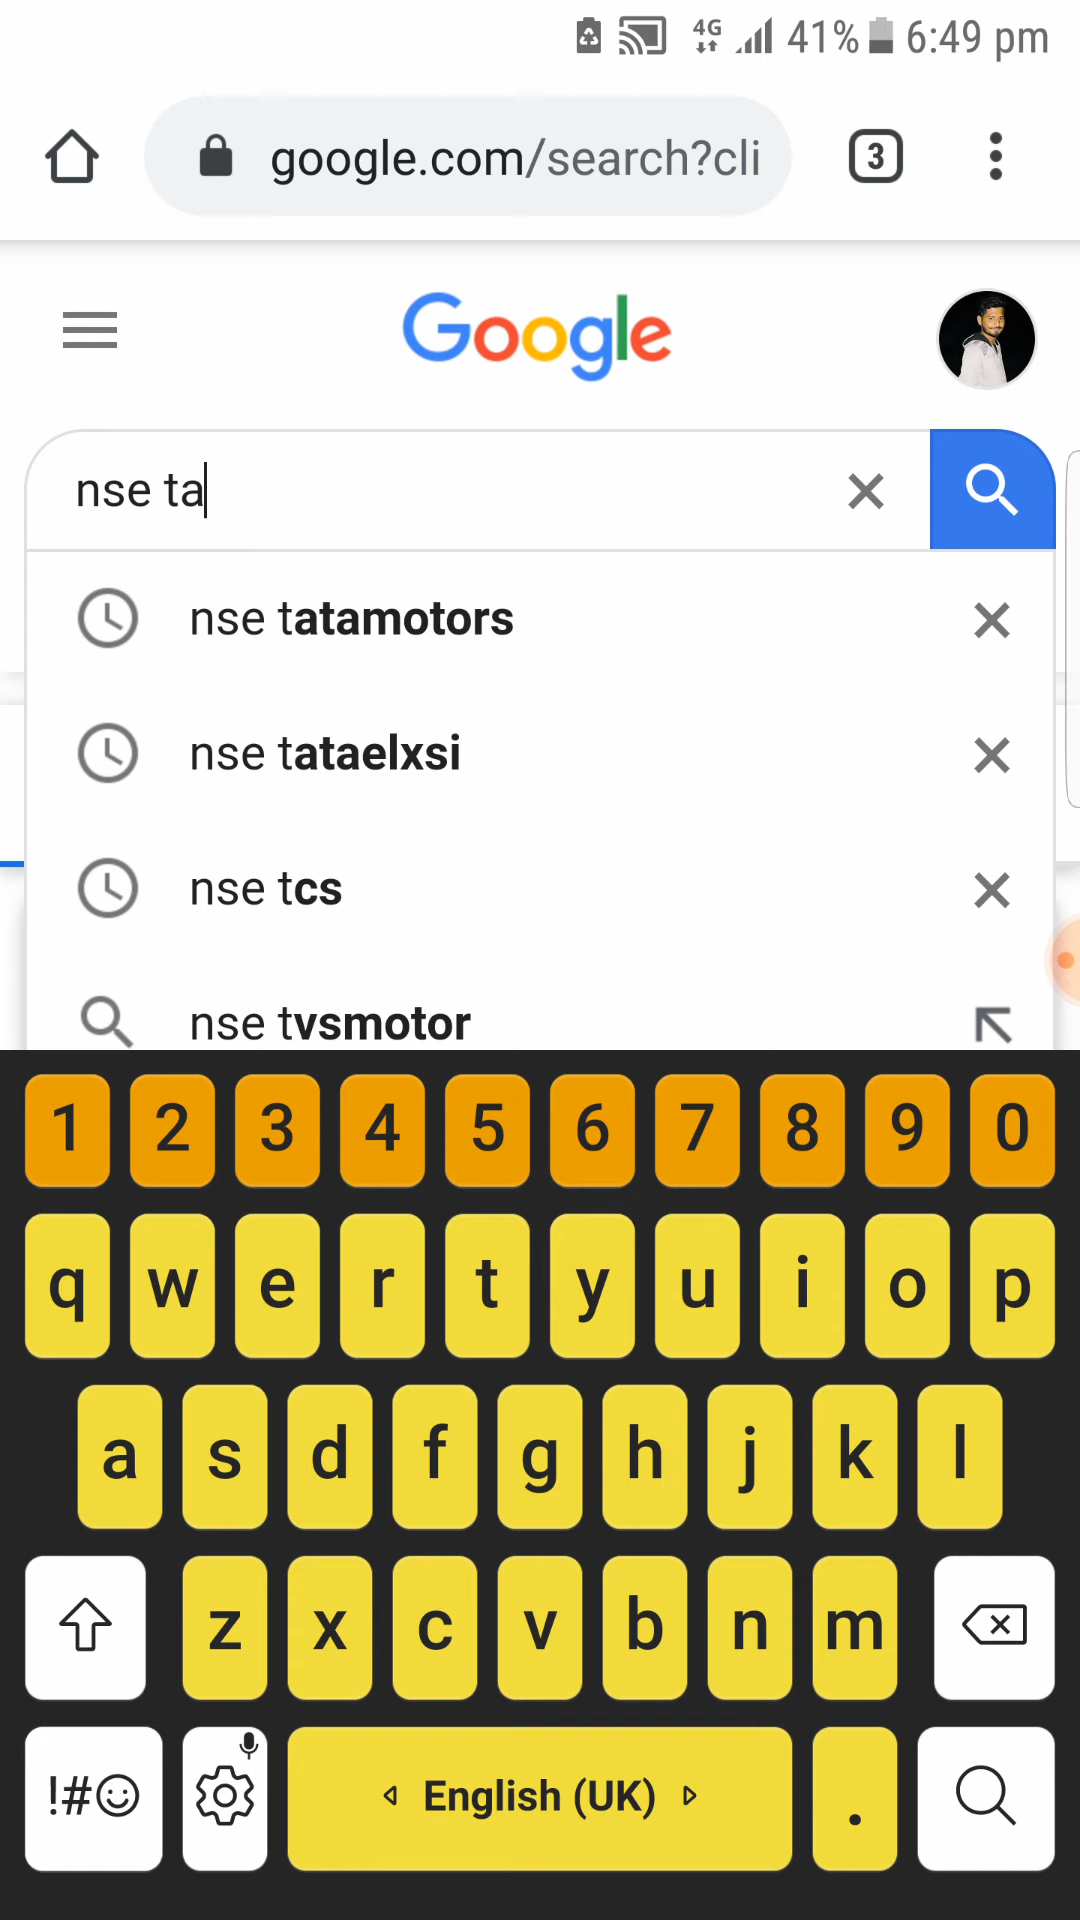 4G 41% 6:49 pm
google.com/search?cli 3
Google
nse ta
nse tatamotors
nse tataelxsi
nse tcs
nse tvsmotor
1 2 3 4 5 6 7 8 9 0
q w e r t y u i o p
a s d f g h j k l
z x c v b n m
!#☺ English (UK) .